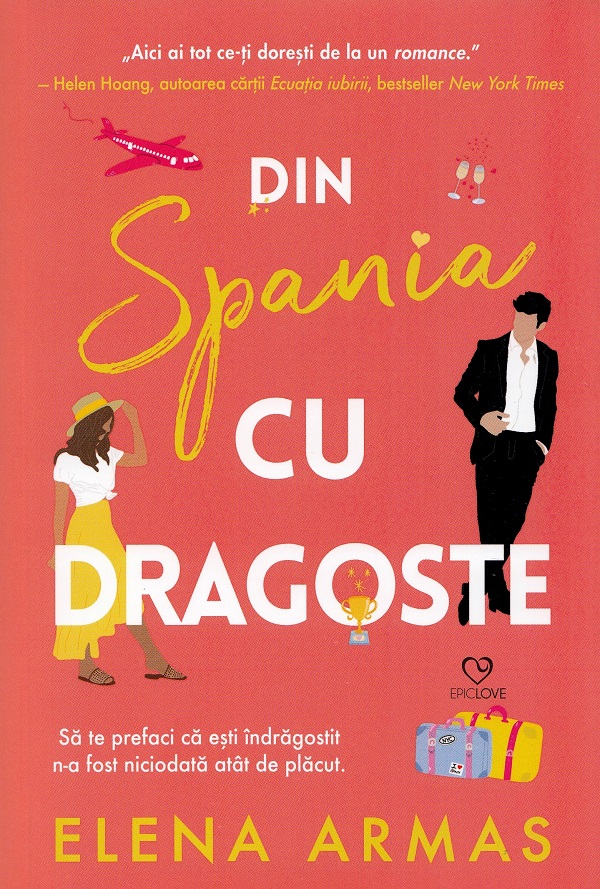 „Aici ai tot ce-ți dorești de la un romance.”
— Helen Hoang, autoarea cărții Ecuația iubirii, bestseller New York Times
DIN
Spania
CU
DRAGOSTE
EPICLOVE
NYC
I ❤
Să te prefaci că ești îndrăgostit
n-a fost niciodată atât de plăcut.
ELENA ARMAS